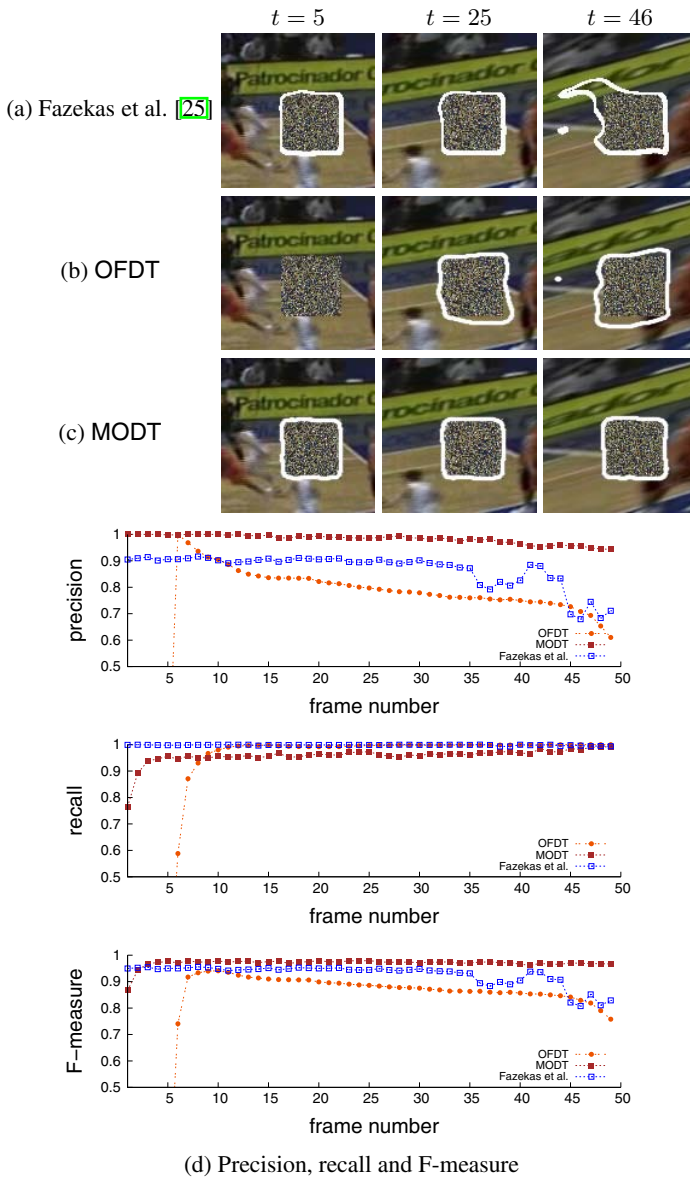 t = 5 t = 25 t = 46
(a) Fazekas et al. [25]
Patrocinador
Patrocinador
(b) OFDT
Patrocinador
Patrocinador
(c) MODT
Patrocinador
Patrocinador
1
0.9
0.8
0.7
0.6
0.5
precision
OFDT
MODT
Fazekas et al.
5 10 15 20 25 30 35 40 45 50
frame number
1
0.9
0.8
0.7
0.6
0.5
recall
OFDT
MODT
Fazekas et al.
5 10 15 20 25 30 35 40 45 50
frame number
1
0.9
0.8
0.7
0.6
0.5
F−measure
OFDT
MODT
Fazekas et al.
5 10 15 20 25 30 35 40 45 50
frame number
(d) Precision, recall and F-measure